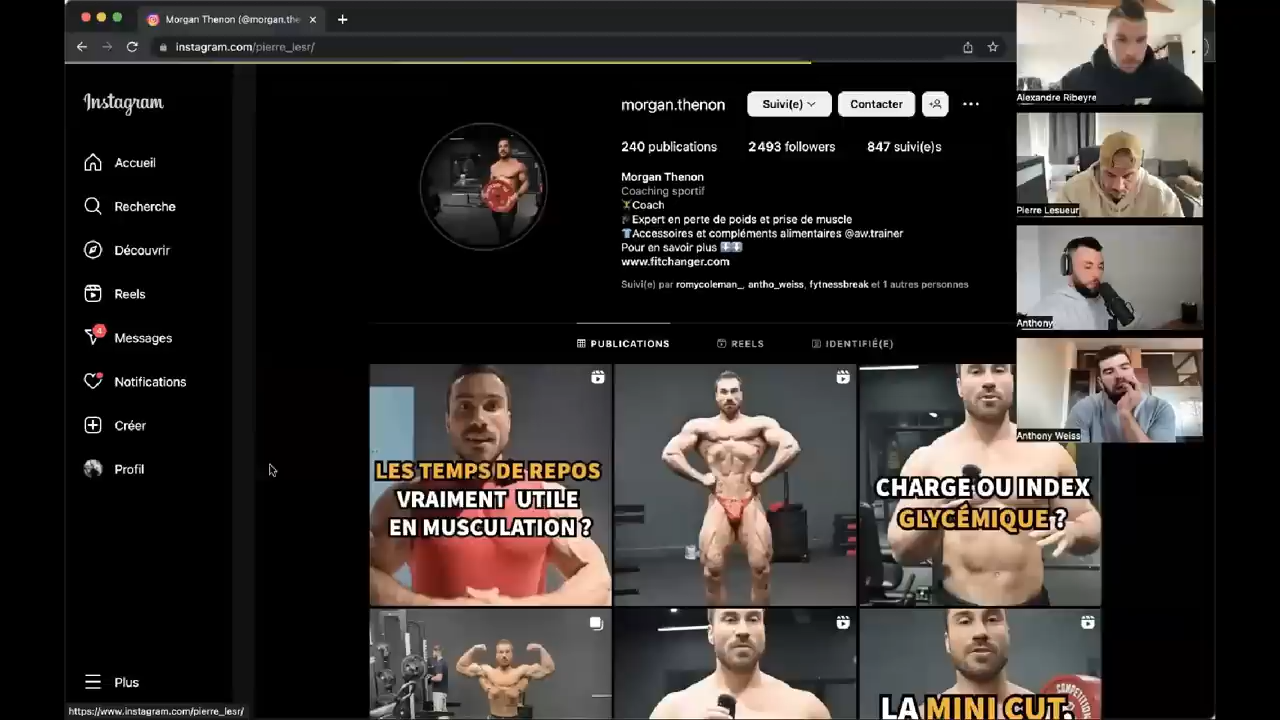 Morgan Thenon (@morgan.the
instagram.com/pierre_lesr/
Instagram
Accueil
Recherche
Découvrir
Reels
4
Messages
Notifications
Créer
Profil
Plus
https://www.instagram.com/pierre_lesr/
morgan.thenon
Suivi(e)
Contacter
240 publications
2 493 followers
847 suivi(e)s
Morgan Thenon
Coaching sportif
Coach
Expert en perte de poids et prise de muscle
Accessoires et compléments alimentaires @aw.trainer
Pour en savoir plus
www.fitchanger.com
Suivi(e) par romycoleman_, antho_weiss, fytnessbreak et 1 autres personnes
PUBLICATIONS
REELS
IDENTIFIÉ(E)
LES TEMPS DE REPOS
VRAIMENT UTILE
EN MUSCULATION ?
CHARGE OU INDEX
GLYCÉMIQUE ?
LA MINI CUT.
Alexandre Ribeyre
Pierre Lesueur
Anthony
Anthony Weiss